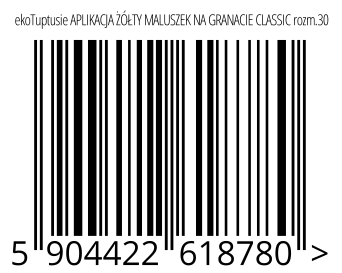 ekoTuptusie APLIKACJA ŻÓŁTY MALUSZEK NA GRANACIE CLASSIC rozm.30
5 904422 618780 >